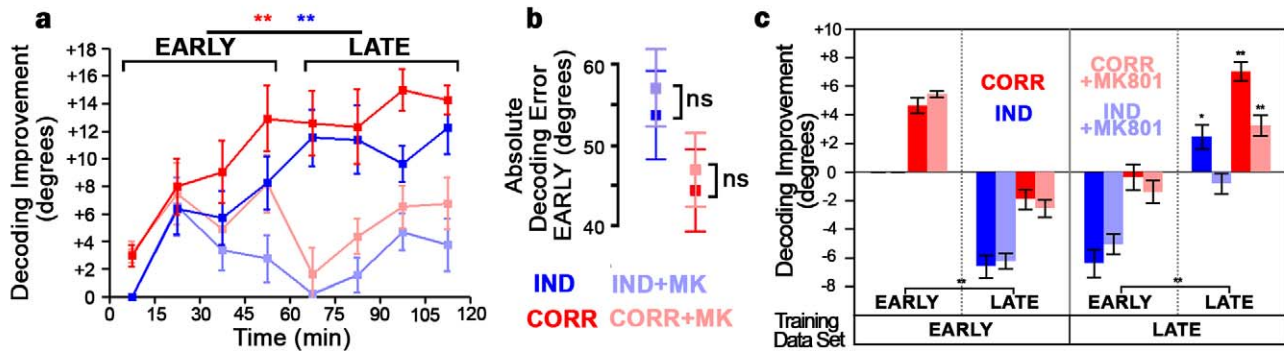 a
** **
EARLY LATE
Decoding Improvement
(degrees)
+18
+16
+14
+12
+10
+8
+6
+4
+2
0
0 15 30 45 60 75 90 105 120
Time (min)
b
Absolute
Decoding Error
EARLY (degrees)
60
50
40
ns
ns
IND IND+MK
CORR CORR+MK
c
Decoding Improvement
(degrees)
+10
+8
+6
+4
+2
0
-2
-4
-6
-8
CORR
IND
CORR
+MK801
IND
+MK801
*
**
**
** **
EARLY LATE EARLY LATE
Training
Data Set
EARLY LATE